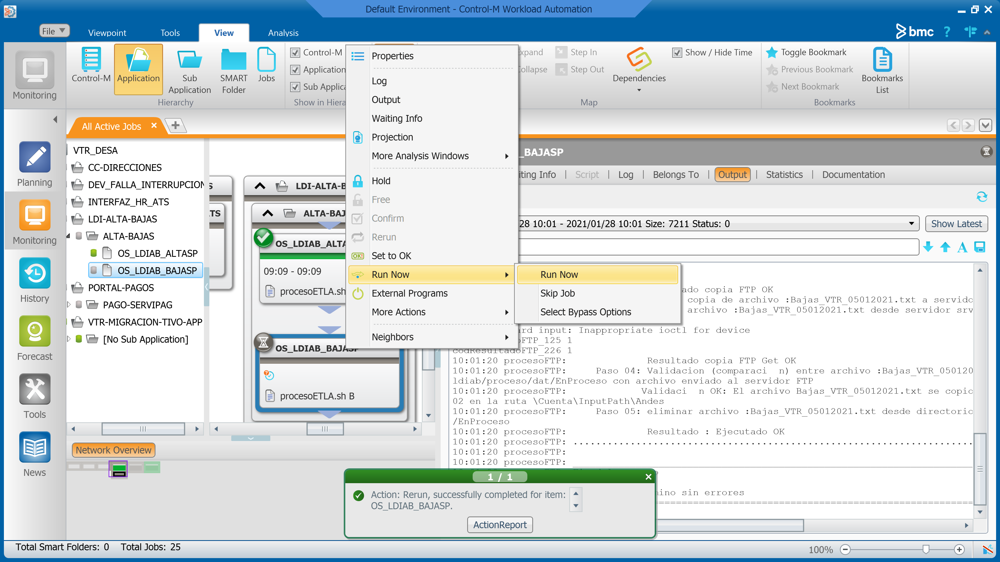 Default Environment - Control-M Workload Automation
File
Viewpoint
Tools
View
Analysis
bmc
?
Monitoring
Control-M
Application
Sub
Application
SMART
Folder
Jobs
Hierarchy
Control-M
Application
Sub Applica
Show in Hiera
xpand
ollapse
Step In
Step Out
Dependencies
Show / Hide Time
Map
Toggle Bookmark
Previous Bookmark
Next Bookmark
Bookmarks
List
Bookmarks
All Active Jobs
Planning
Monitoring
History
Forecast
Tools
News
VTR_DESA
CC-DIRECCIONES
DEV_FALLA_INTERRUPCION
INTERFAZ_HR_ATS
LDI-ALTA-BAJAS
ALTA-BAJAS
OS_LDIAB_ALTASP
OS_LDIAB_BAJASP
PORTAL-PAGOS
PAGO-SERVIPAG
VTR-MIGRACION-TIVO-APP
[No Sub Application]
S
TS
LDI-ALTA-B
ALTA-BAJ
OS_LDIAB_ALTA
09:09 - 09:09
procesoETLA.sh
OS_LDIAB_BAJASP
procesoETLA.sh B
Properties
Log
Output
Waiting Info
Projection
More Analysis Windows
Hold
Free
Confirm
Rerun
OK!
Set to OK
Run Now
External Programs
More Actions
Neighbors
Run Now
Skip Job
Select Bypass Options
_BAJASP
iting Info | Script | Log | Belongs To | Output | Statistics | Documentation
28 10:01 - 2021/01/28 10:01 Size: 7211 Status: 0
Show Latest
A
ado copia FTP OK
copia de archivo :Bajas_VTR_05012021.txt a servido
archivo :Bajas_VTR_05012021.txt desde servidor srv
ard input: Inappropriate ioctl for device
oFTP_125 1
codResultadoFTP_226 1
10:01:20 procesoFTP: Resultado copia FTP Get OK
10:01:20 procesoFTP: Paso 04: Validacion (comparaci n) entre archivo :Bajas_VTR_050120
ldiab/proceso/dat/EnProceso con archivo enviado al servidor FTP
10:01:20 procesoFTP: Validaci n OK: El archivo Bajas_VTR_05012021.txt se copio
02 en la ruta \Cuenta\InputPath\Andes
10:01:20 procesoFTP: Paso 05: eliminar archivo :Bajas_VTR_05012021.txt desde directorio
/EnProceso
10:01:20 procesoFTP: Resultado : Ejecutado OK
10:01:20 procesoFTP: ......................................................................
10:01:20 procesoFTP:
10:01:20 procesoFTP:
mino sin errores
Network Overview
1 / 1
Action: Rerun, successfully completed for item:
OS_LDIAB_BAJASP.
ActionReport
Total Smart Folders: 0 Total Jobs: 25
100%